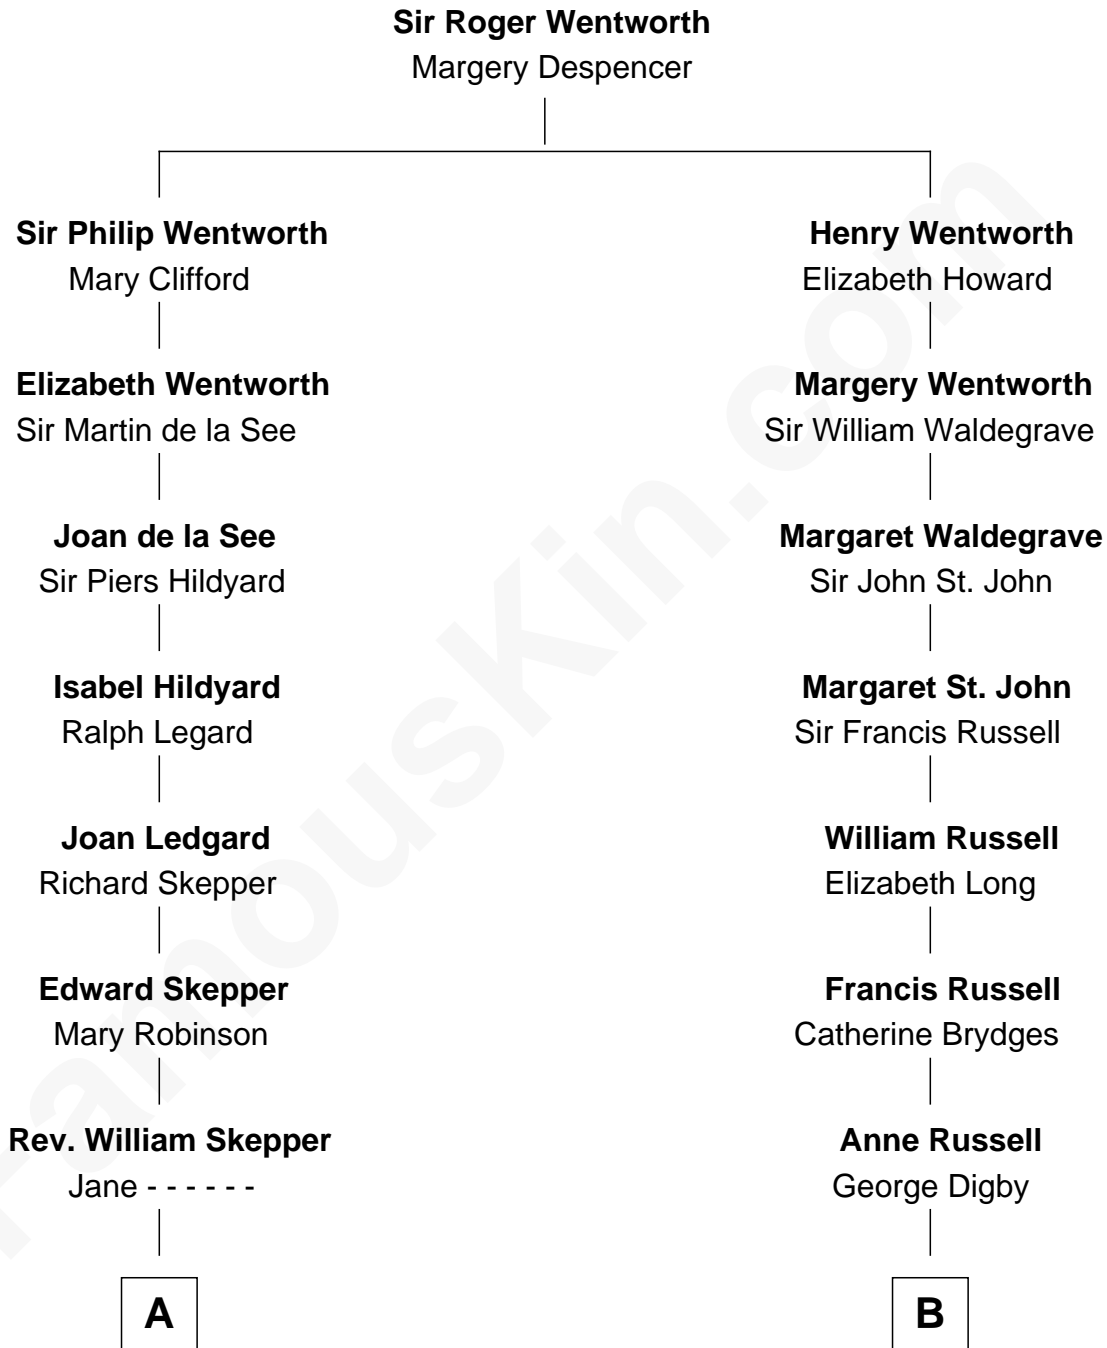 Sir Roger Wentworth
Margery Despencer
Sir Philip Wentworth
Mary Clifford
Henry Wentworth
Elizabeth Howard
Elizabeth Wentworth
Sir Martin de la See
Margery Wentworth
Sir William Waldegrave
Joan de la See
Sir Piers Hildyard
Margaret Waldegrave
Sir John St. John
Isabel Hildyard
Ralph Legard
Margaret St. John
Sir Francis Russell
Joan Ledgard
Richard Skepper
William Russell
Elizabeth Long
Edward Skepper
Mary Robinson
Francis Russell
Catherine Brydges
Rev. William Skepper
Jane - - - - - -
Anne Russell
George Digby
A
B
FamousKin.com